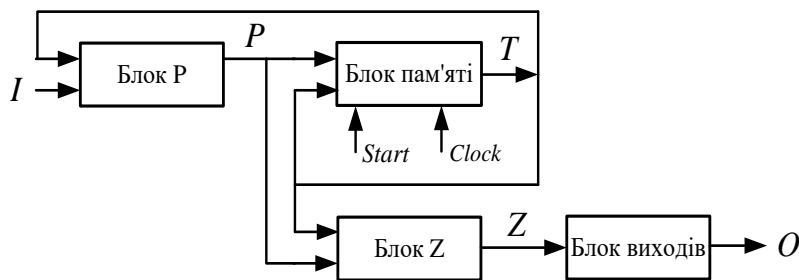 P
T
Блок P
Блок пам'яті
I
Start
Clock
Z
Блок Z
Блок виходів
O